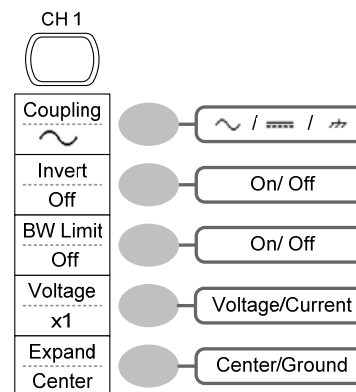 CH 1
Coupling
/ /
Invert
Off
On/ Off
BW Limit
Off
On/ Off
Voltage
x1
Voltage/Current
Expand
Center
Center/Ground